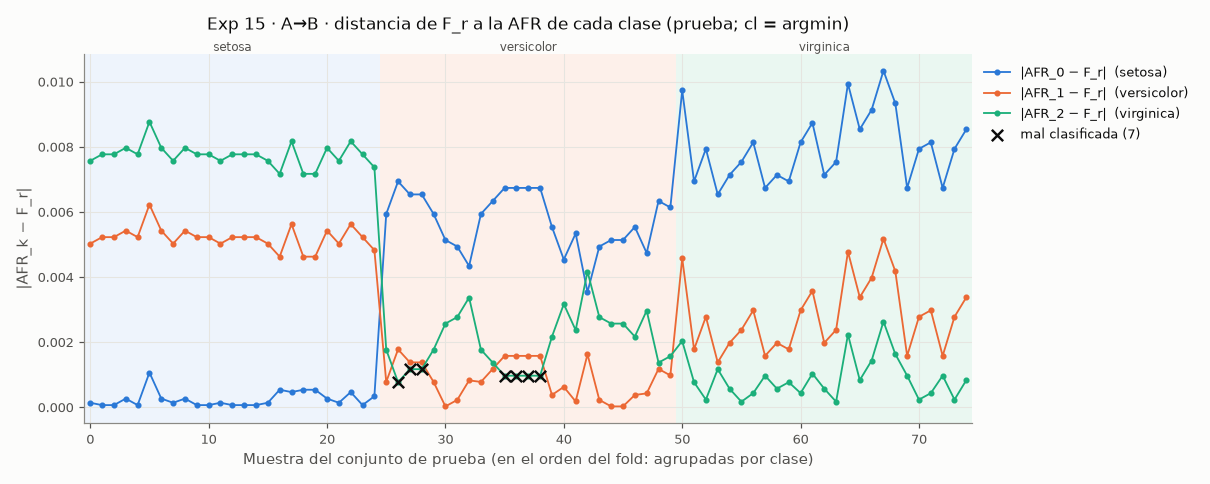 Exp 15 · A→B · distancia de F_r a la AFR de cada clase (prueba; cl = argmin)
setosa
versicolor
virginica
|AFR_0 − F_r| (setosa)
|AFR_1 − F_r| (versicolor)
|AFR_2 − F_r| (virginica)
mal clasificada (7)
|AFR_k − F_r|
0.010
0.008
0.006
0.004
0.002
0.000
0 10 20 30 40 50 60 70
Muestra del conjunto de prueba (en el orden del fold: agrupadas por clase)